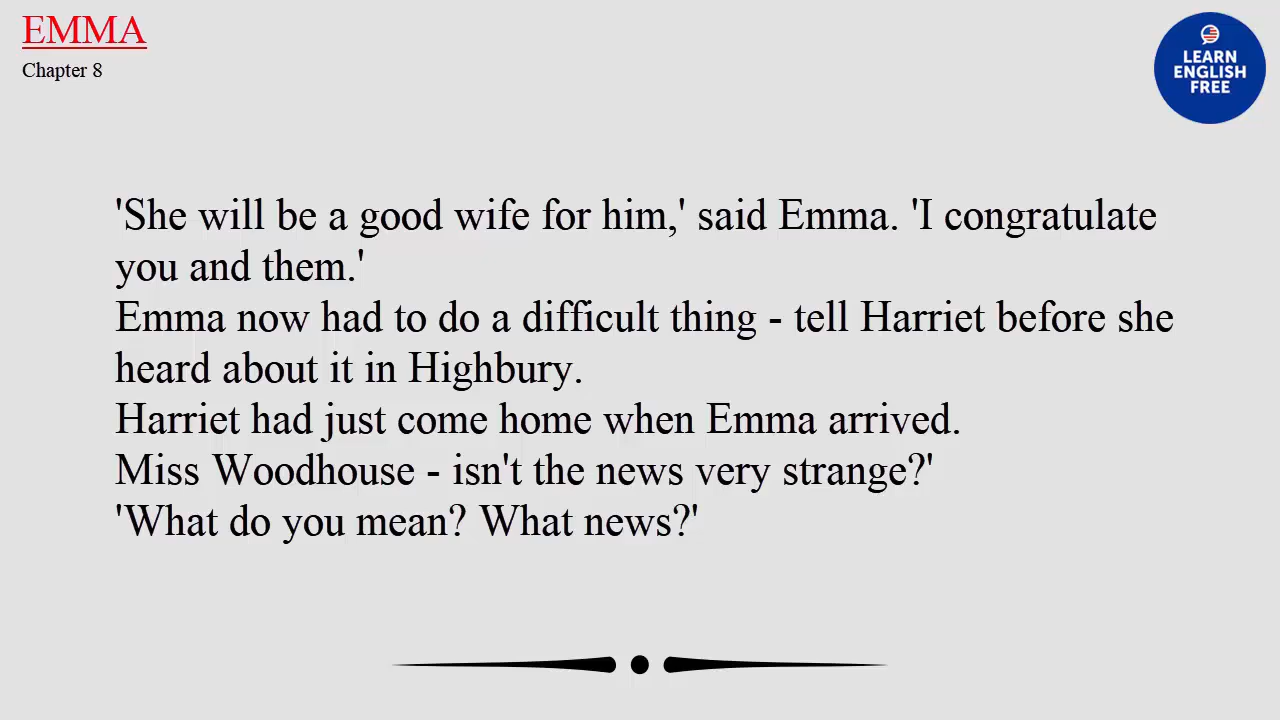 EMMA
Chapter 8
LEARN
ENGLISH
FREE
'She will be a good wife for him,' said Emma. 'I congratulate
you and them.'
Emma now had to do a difficult thing - tell Harriet before she
heard about it in Highbury.
Harriet had just come home when Emma arrived.
Miss Woodhouse - isn't the news very strange?'
'What do you mean? What news?'